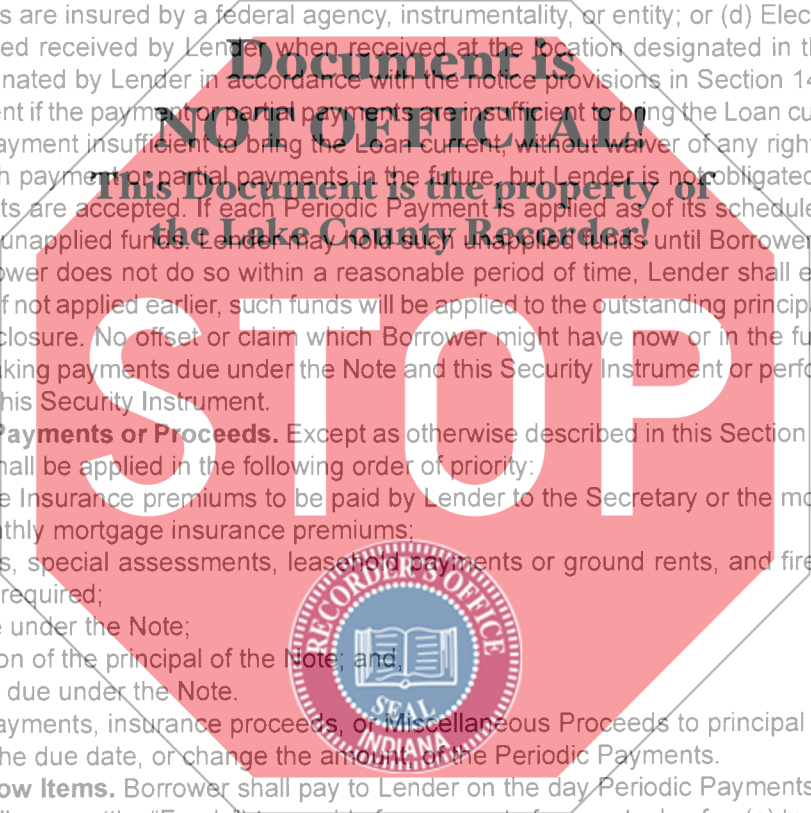 s are insured by a federal agency, instrumentality, or entity; or (d) Elec
ed received by Lender when received at the location designated in t
Document is
nated by Lender in accordance with the notice provisions in Section 14
ent if the payment or partial payments are insufficient to bring the Loan cu
NOT OFFICIAL!
ayment insufficient to bring the Loan current, without waiver of any righ
h payment or partial payments in the future, but Lender is not obligated
This Document is the property of
ts are accepted. If each Periodic Payment is applied as of its schedule
the Lake County Recorder!
unapplied funds. Lender may hold such unapplied funds until Borrower
ower does not do so within a reasonable period of time, Lender shall e
f not applied earlier, such funds will be applied to the outstanding princip
closure. No offset or claim which Borrower might have now or in the fu
aking payments due under the Note and this Security Instrument or perfo
his Security Instrument.
STOP
Payments or Proceeds. Except as otherwise described in this Section
hall be applied in the following order of priority:
e Insurance premiums to be paid by Lender to the Secretary or the mo
thly mortgage insurance premiums;
s, special assessments, leasehold payments or ground rents, and fire
required;
RECORDER'S OFFICE
e under the Note;
on of the principal of the Note; and,
due under the Note.
SEAL
ayments, insurance proceeds, or Miscellaneous Proceeds to principal
INDIANA
he due date, or change the amount, of the Periodic Payments.
ow Items. Borrower shall pay to Lender on the day Periodic Payments